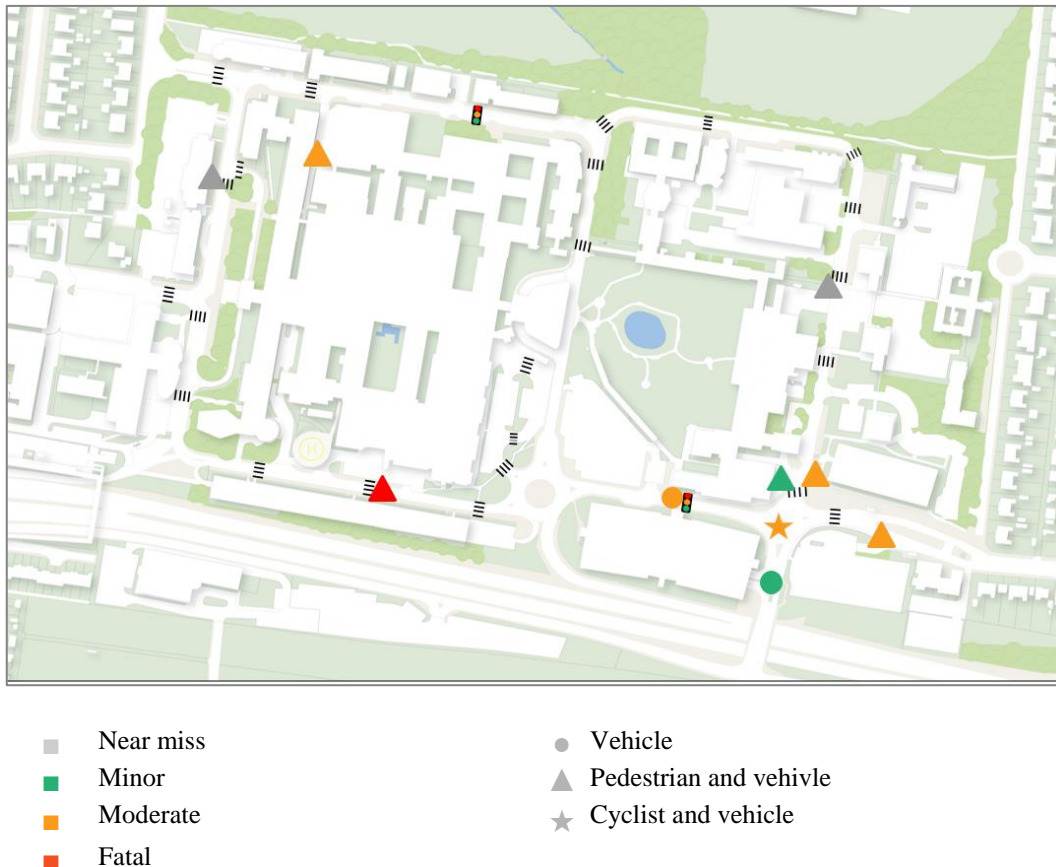 H
Near miss
Minor
Moderate
Fatal
Vehicle
Pedestrian and vehivle
Cyclist and vehicle